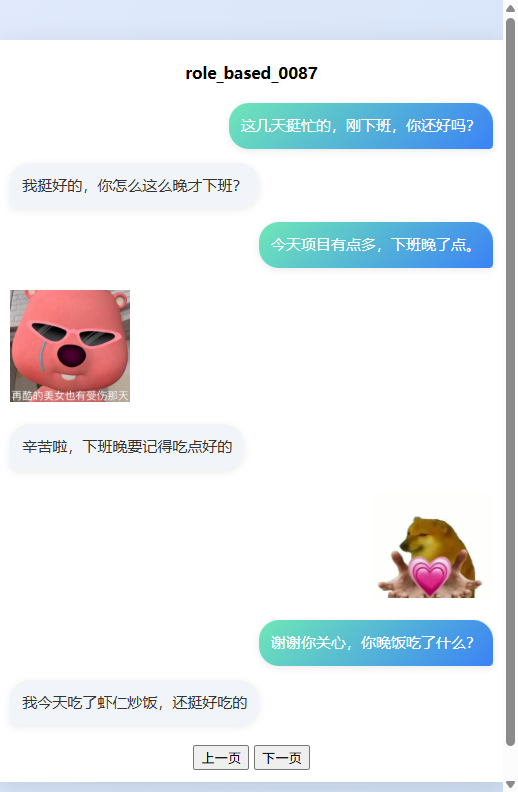 role_based_0087
这几天挺忙的，刚下班，你还好吗？
我挺好的，你怎么这么晚才下班？
今天项目有点多，下班晚了点。
再酷的美女也有受伤那天
辛苦啦，下班晚要记得吃点好的
谢谢你关心，你晚饭吃了什么？
我今天吃了虾仁炒饭，还挺好吃的
上一页 下一页